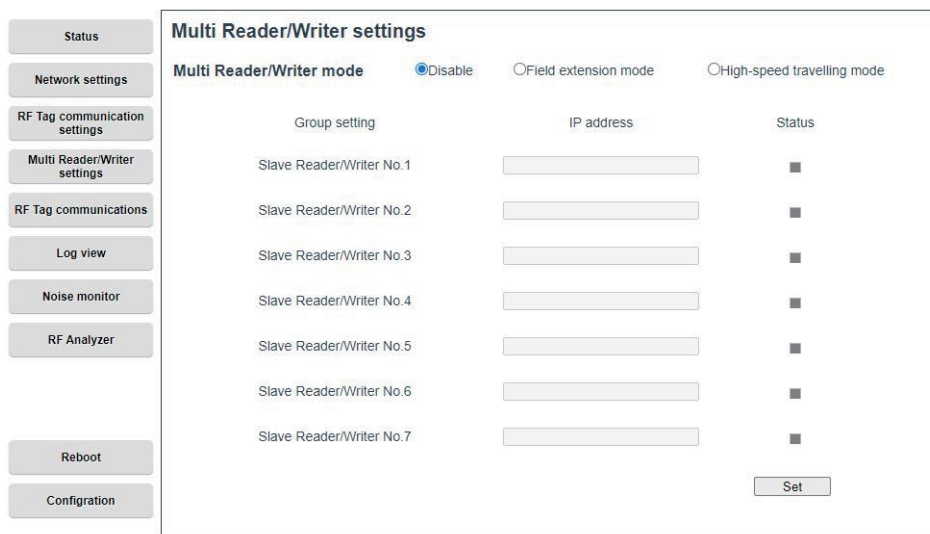 Status
Network settings
RF Tag communication
settings
Multi Reader/Writer
settings
RF Tag communications
Log view
Noise monitor
RF Analyzer
Reboot
Configration
Multi Reader/Writer settings
Multi Reader/Writer mode Disable Field extension mode High-speed travelling mode
Group setting IP address Status
Slave Reader/Writer No.1
Slave Reader/Writer No.2
Slave Reader/Writer No.3
Slave Reader/Writer No.4
Slave Reader/Writer No.5
Slave Reader/Writer No.6
Slave Reader/Writer No.7
Set